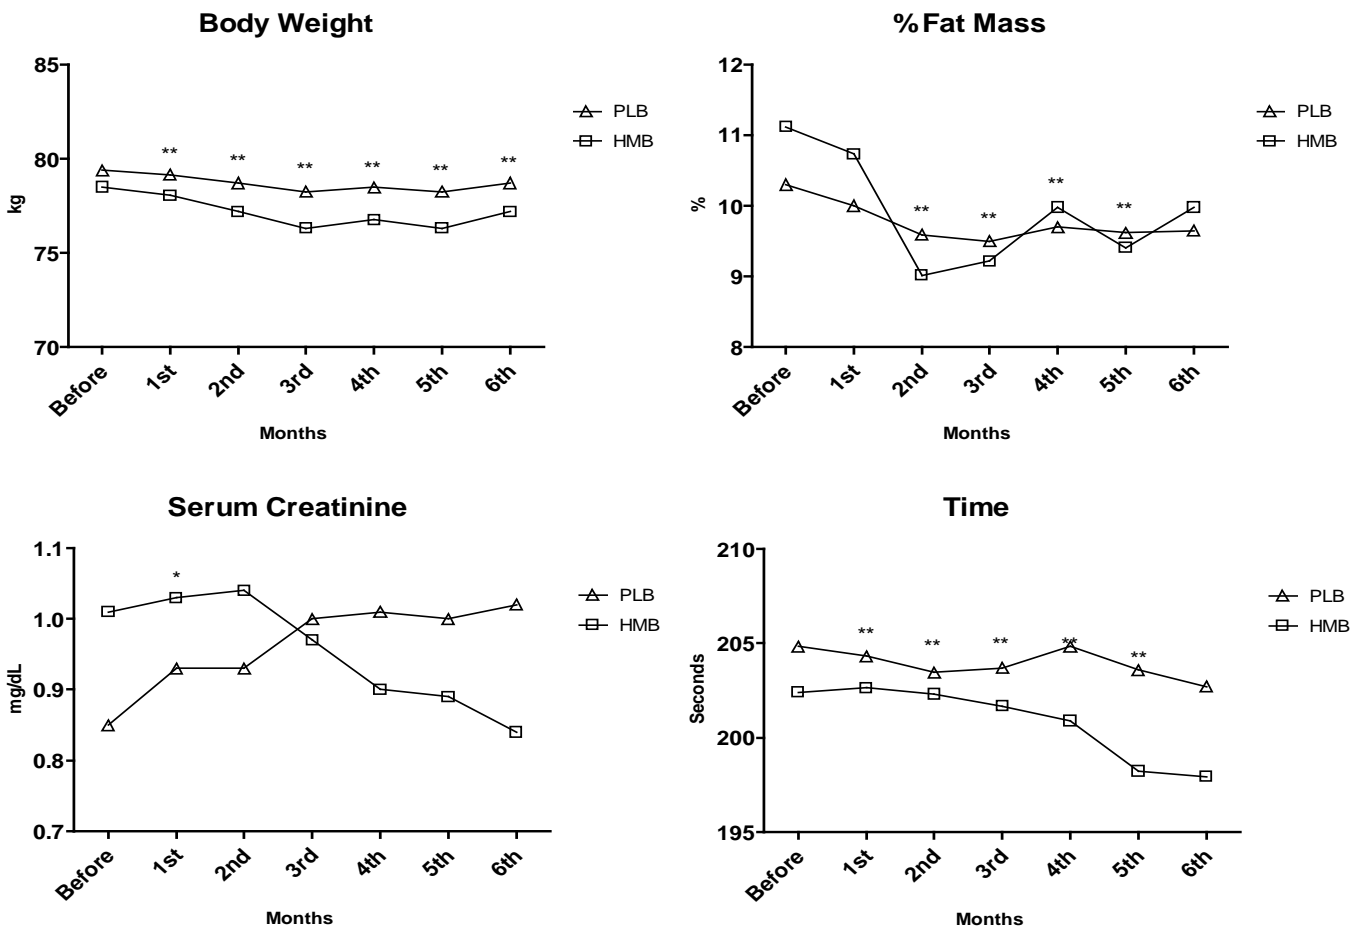 Body Weight
85
80
75
70
kg
** ** ** ** ** **
Before 1st 2nd 3rd 4th 5th 6th
Months
PLB
HMB
%Fat Mass
12
11
10
9
8
%
** ** ** **
Before 1st 2nd 3rd 4th 5th 6th
Months
PLB
HMB
Serum Creatinine
1.1
1.0
0.9
0.8
0.7
mg/dL
*
Before 1st 2nd 3rd 4th 5th 6th
Months
PLB
HMB
Time
210
205
200
195
Seconds
** ** ** ** **
Before 1st 2nd 3rd 4th 5th 6th
Months
PLB
HMB